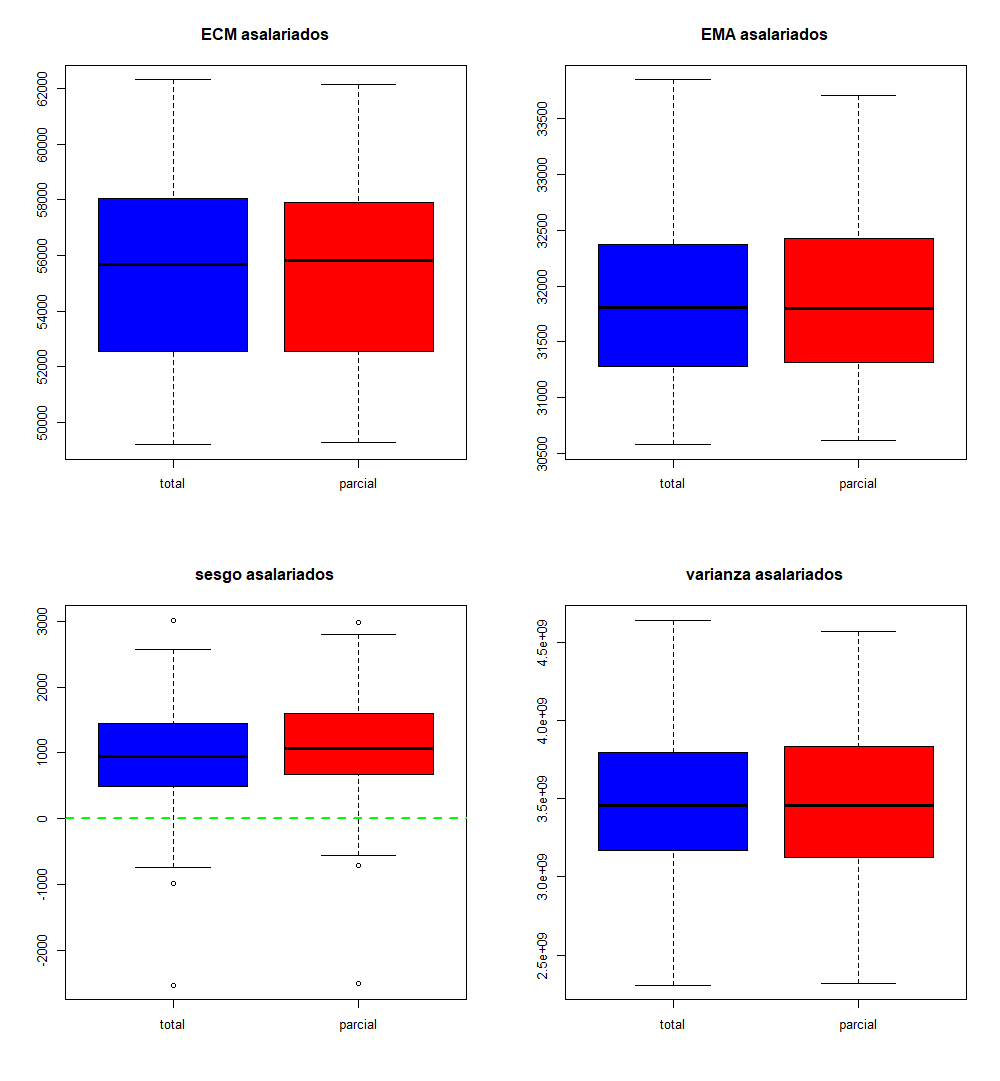 ECM asalariados
62000
60000
58000
56000
54000
52000
50000
total parcial
EMA asalariados
33500
33000
32500
32000
31500
31000
30500
total parcial
sesgo asalariados
3000
2000
1000
0
-1000
-2000
total parcial
varianza asalariados
4.5e+09
4.0e+09
3.5e+09
3.0e+09
2.5e+09
total parcial